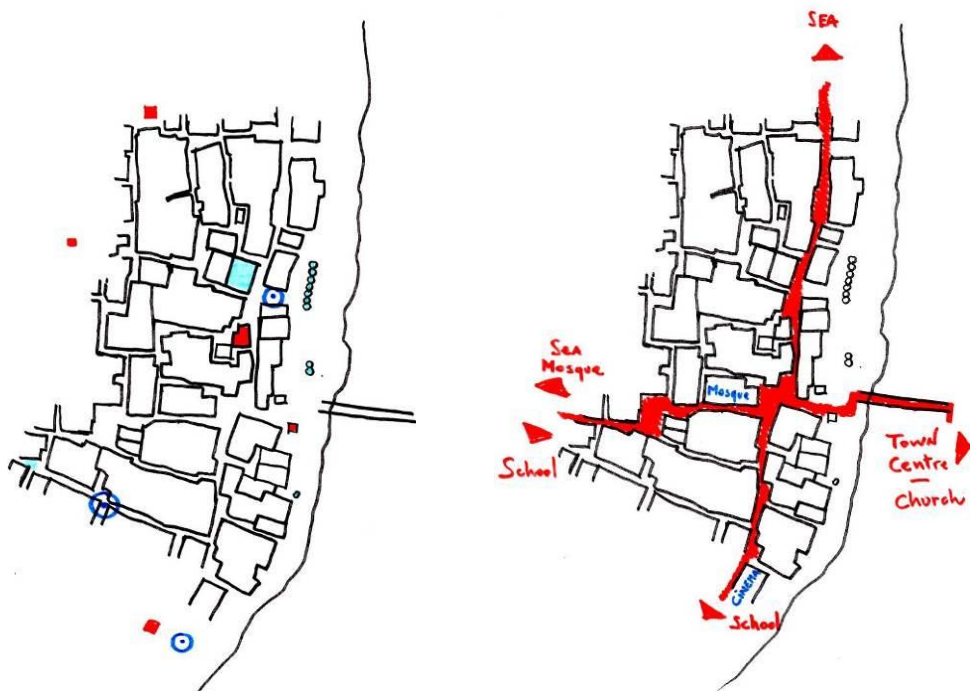 SEA
SEA
Mosque
Mosque
School
TOWN
Centre
—
Church
CINEMA
School